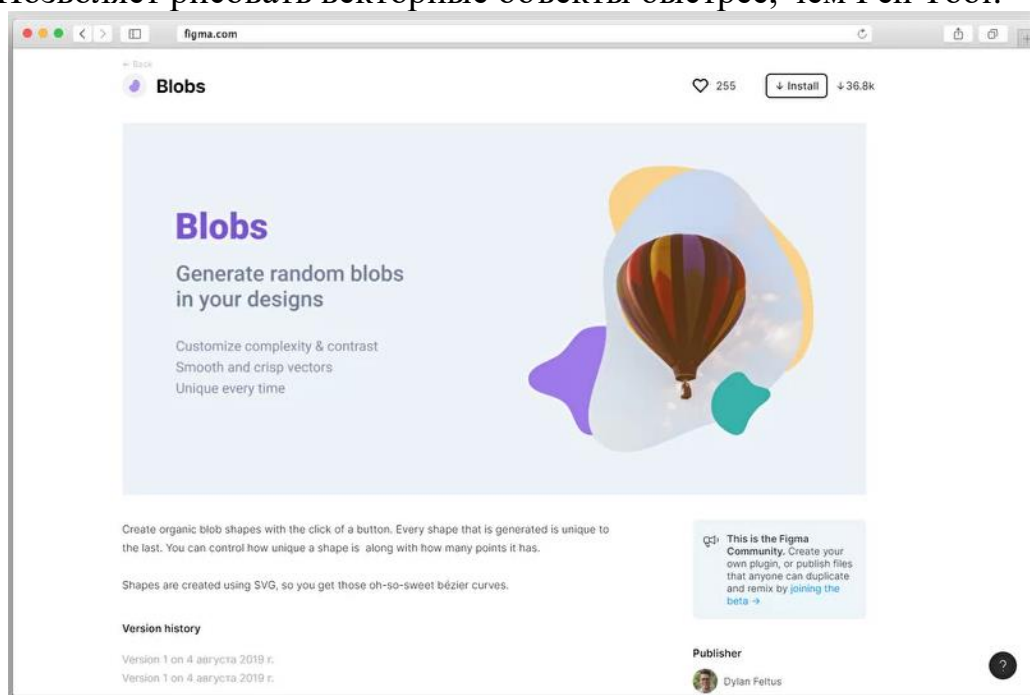 Позволяет рисовать векторные объекты быстрее, чем Pen Tool.
figma.com
← Back
Blobs
255
↓ Install
↓36.8k
Blobs
Generate random blobs
in your designs
Customize complexity & contrast
Smooth and crisp vectors
Unique every time
Create organic blob shapes with the click of a button. Every shape that is generated is unique to
the last. You can control how unique a shape is along with how many points it has.
Shapes are created using SVG, so you get those oh-so-sweet bézier curves.
Version history
Version 1 on 4 августа 2019 г.
Version 1 on 4 августа 2019 г.
This is the Figma
Community. Create your
own plugin, or publish files
that anyone can duplicate
and remix by joining the
beta →
Publisher
Dylan Feltus
?